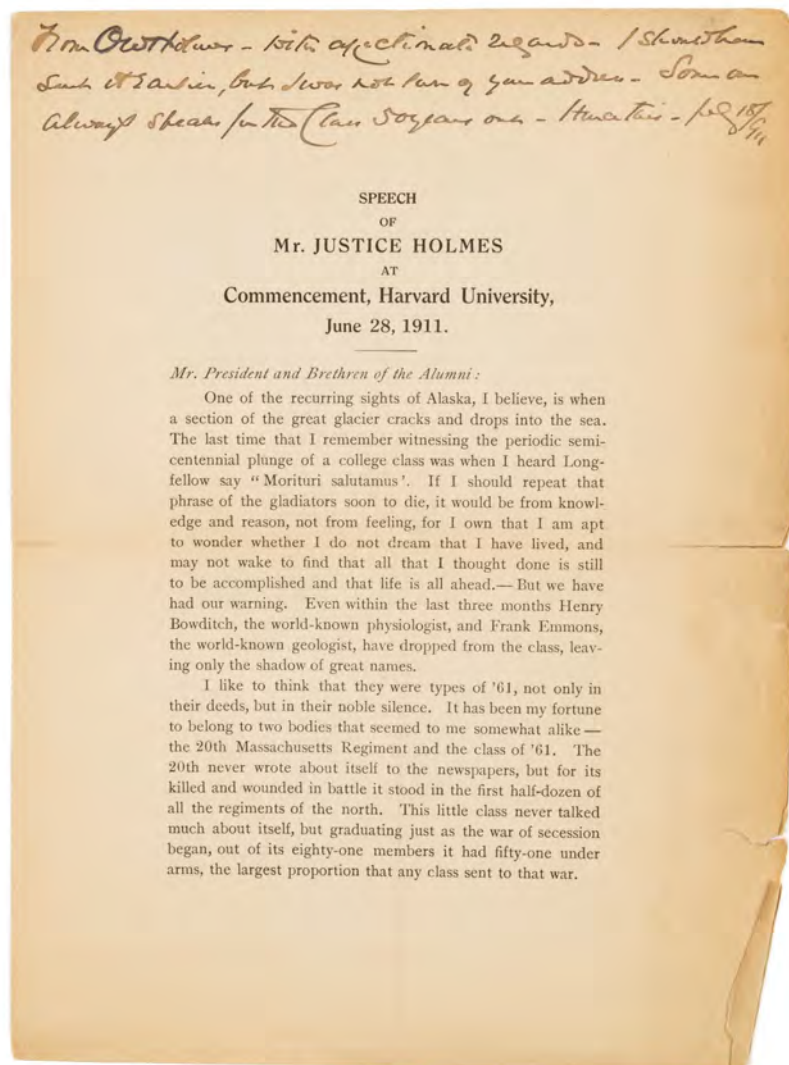 From OWHolmes – with affectionate regards – I should have
sent it earlier, but I was not sure of your address – Some one
always speaks for the Class 50 years out – Hence this –
SPEECH
OF
Mr. JUSTICE HOLMES
AT
Commencement, Harvard University,
June 28, 1911.
Mr. President and Brethren of the Alumni:
One of the recurring sights of Alaska, I believe, is when
a section of the great glacier cracks and drops into the sea.
The last time that I remember witnessing the periodic semi-
centennial plunge of a college class was when I heard Long-
fellow say “Morituri salutamus’. If I should repeat that
phrase of the gladiators soon to die, it would be from knowl-
edge and reason, not from feeling, for I own that I am apt
to wonder whether I do not dream that I have lived, and
may not wake to find that all that I thought done is still
to be accomplished and that life is all ahead.— But we have
had our warning. Even within the last three months Henry
Bowditch, the world-known physiologist, and Frank Emmons,
the world-known geologist, have dropped from the class, leav-
ing only the shadow of great names.
I like to think that they were types of '61, not only in
their deeds, but in their noble silence. It has been my fortune
to belong to two bodies that seemed to me somewhat alike —
the 20th Massachusetts Regiment and the class of '61. The
20th never wrote about itself to the newspapers, but for its
killed and wounded in battle it stood in the first half-dozen of
all the regiments of the north. This little class never talked
much about itself, but graduating just as the war of secession
began, out of its eighty-one members it had fifty-one under
arms, the largest proportion that any class sent to that war.